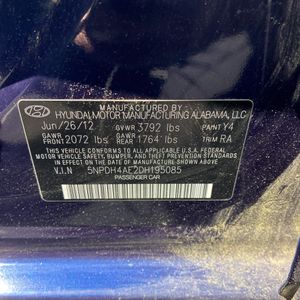 HYUNDAI MOTOR MANUFACTURING ALABAMA, LLC
Jun/26/12 GVWR 3792 lbs PAINT Y4
GAWR FRONT 2072 lbs GAWR REAR 1764 lbs TRIM RA
THIS VEHICLE CONFORMS TO ALL APPLICABLE FEDERAL
MOTOR VEHICLE SAFETY, BUMPER, AND THEFT PREVENTION
STANDARDS IN EFFECT ON THE DATE OF MANUFACTURE SHOWN ABOVE.
V.I.N 5NPDH4AE2DH195085
PASSENGER CAR